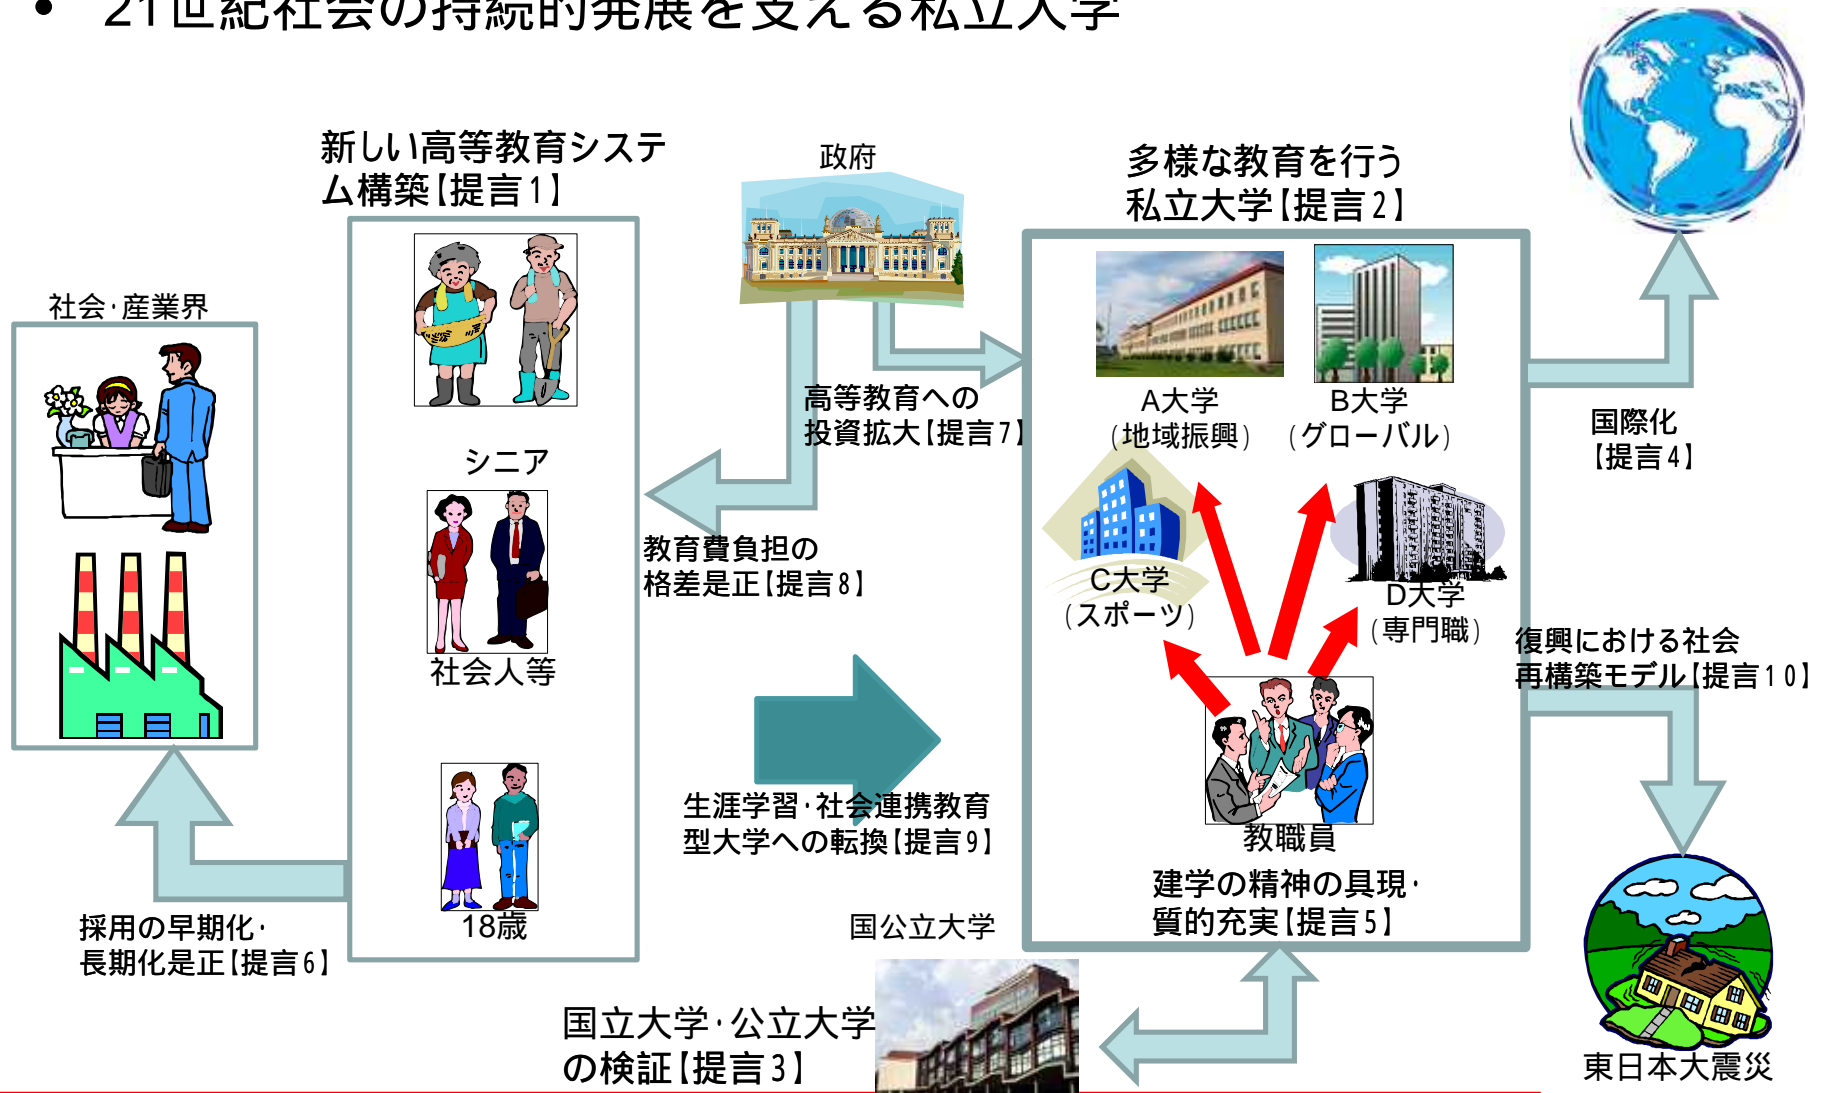 • 21世紀社会の持続的発展を支える私立大学
新しい高等教育システ
ム構築【提言1】
政府
多様な教育を行う
私立大学【提言2】
社会・産業界
シニア
社会人等
18歳
高等教育への
投資拡大【提言7】
教育費負担の
格差是正【提言8】
生涯学習・社会連携教育
型大学への転換【提言9】
A大学
(地域振興)
B大学
(グローバル)
C大学
(スポーツ)
D大学
(専門職)
教職員
建学の精神の具現・
質的充実【提言5】
国際化
【提言4】
復興における社会
再構築モデル【提言10】
採用の早期化・
長期化是正【提言6】
国公立大学
国立大学・公立大学
の検証【提言3】
東日本大震災